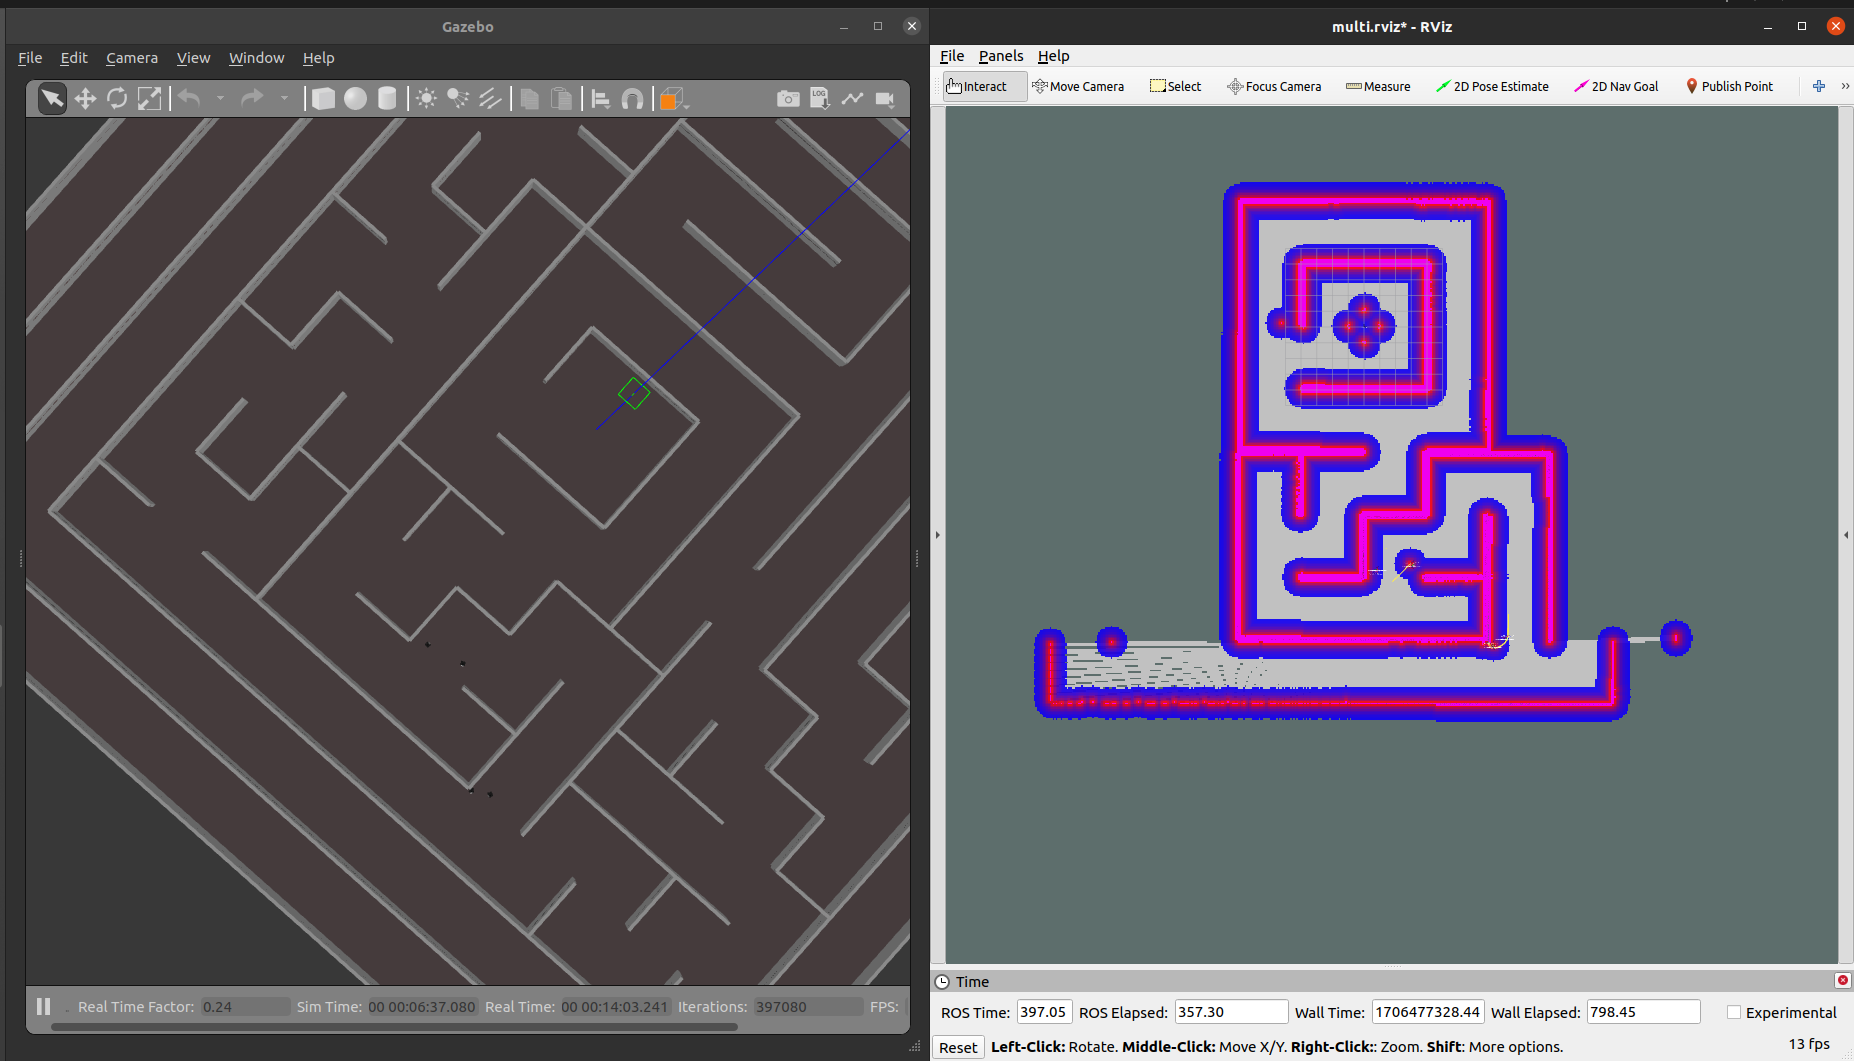 Gazebo
File Edit Camera View Window Help
LOG
Real Time Factor: 0.24 Sim Time: 00 00:06:37.080 Real Time: 00 00:14:03.241 Iterations: 397080 FPS:
multi.rviz* - RViz
File Panels Help
Interact Move Camera Select Focus Camera Measure 2D Pose Estimate 2D Nav Goal Publish Point »
Time
ROS Time: 397.05 ROS Elapsed: 357.30 Wall Time: 1706477328.44 Wall Elapsed: 798.45 Experimental
Reset Left-Click: Rotate. Middle-Click: Move X/Y. Right-Click:: Zoom. Shift: More options. 13 fps